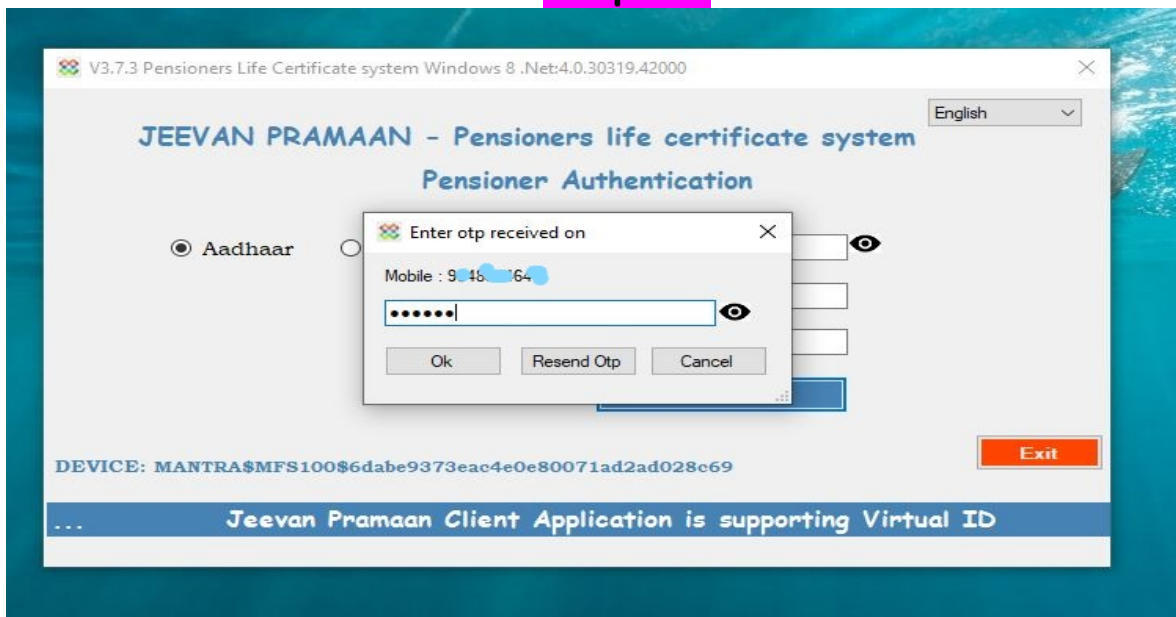 V3.7.3 Pensioners Life Certificate system Windows 8 .Net:4.0.30319.42000
English
JEEVAN PRAMAAN - Pensioners life certificate system
Pensioner Authentication
Aadhaar
Enter otp received on
Mobile :
Ok Resend Otp Cancel
Exit
DEVICE: MANTRA$MFS100$6dabe9373eac4e0e80071ad2ad028c69
... Jeevan Pramaan Client Application is supporting Virtual ID